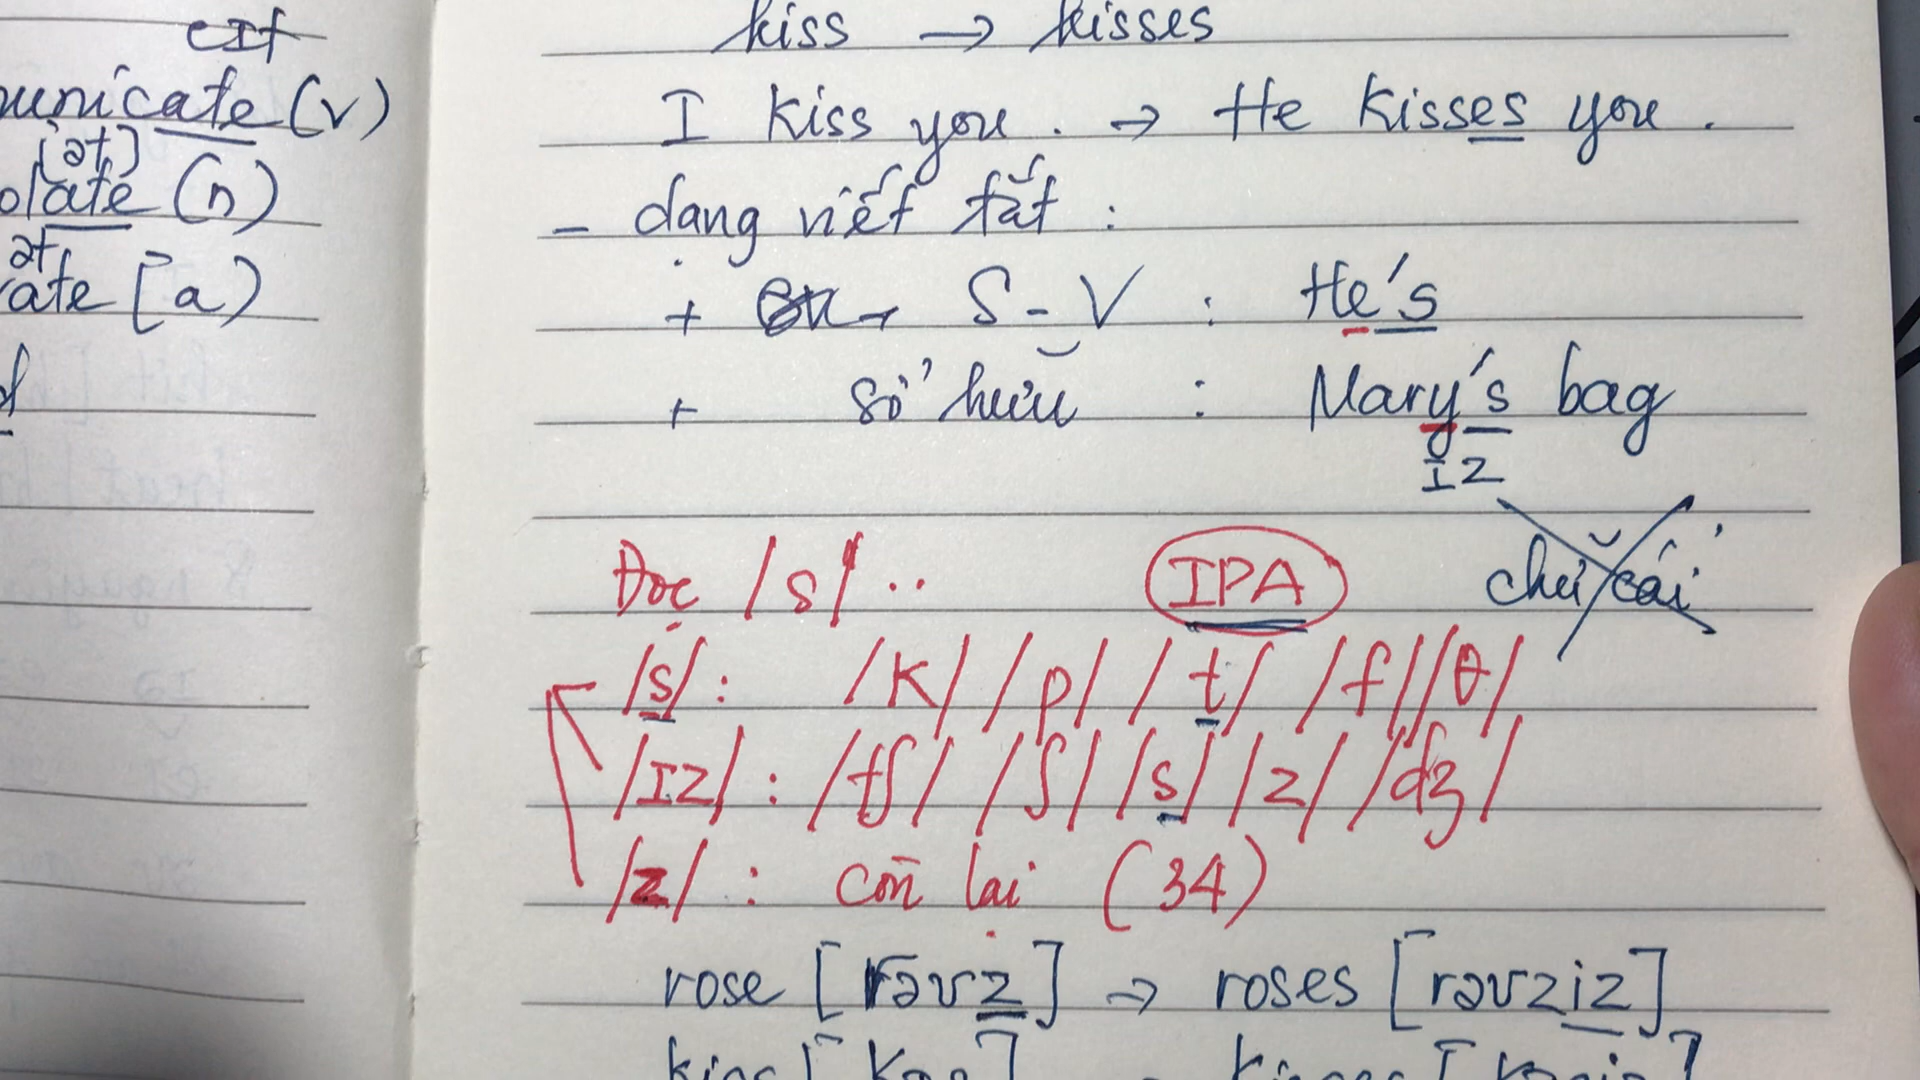 cIt
unicate (v)
[ət]
olate (n)
ət
ate [a)
kiss → kisses
I kiss you. → He kisses you.
- dạng viết tắt :
+ S - V : He's
+ sở hữu : Mary's bag
IZ
Đọc /s/ .. IPA chữ cái
/s/ : /k/ /p/ /t/ /f/ /θ/
/IZ/ : /tʃ/ /ʃ/ /s/ /z/ /dʒ/
/z/ : còn lại (34)
rose [rəʊz] → roses [rəʊziz]